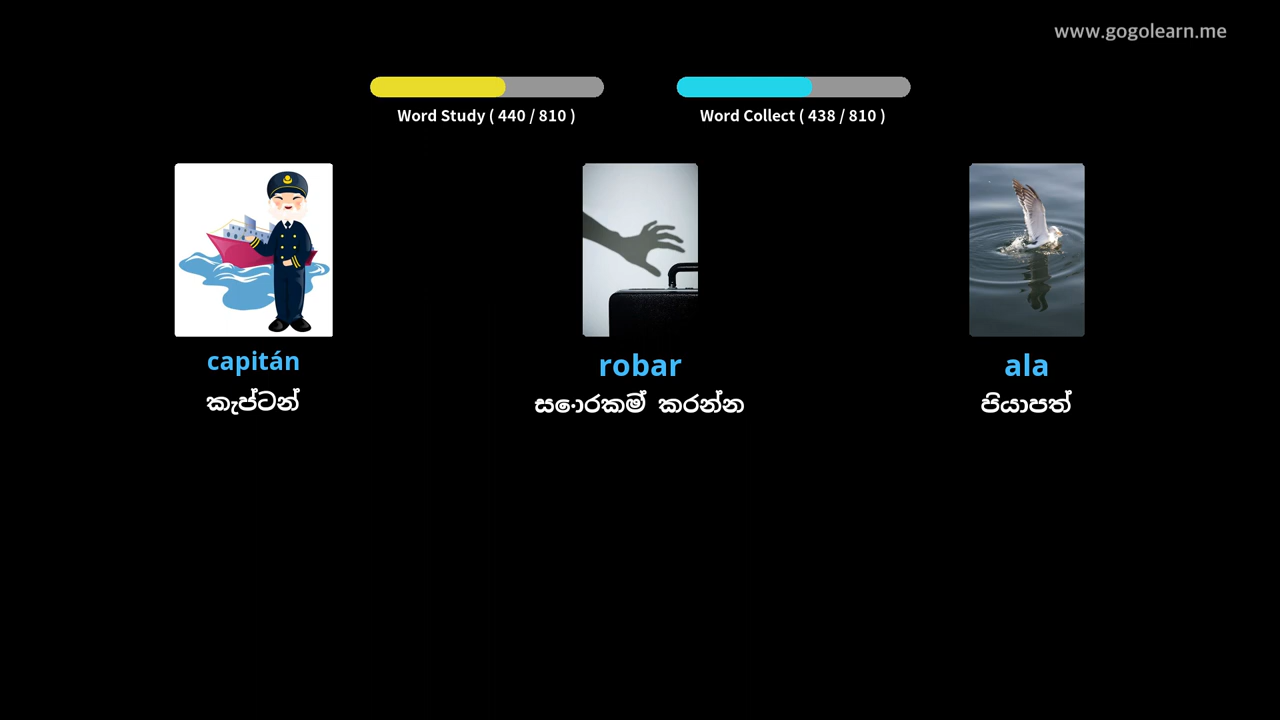 www.gogolearn.me
Word Study ( 440 / 810 )
Word Collect ( 438 / 810 )
capitán
කැප්ටන්
robar
සොරකම් කරන්න
ala
පියාපත්